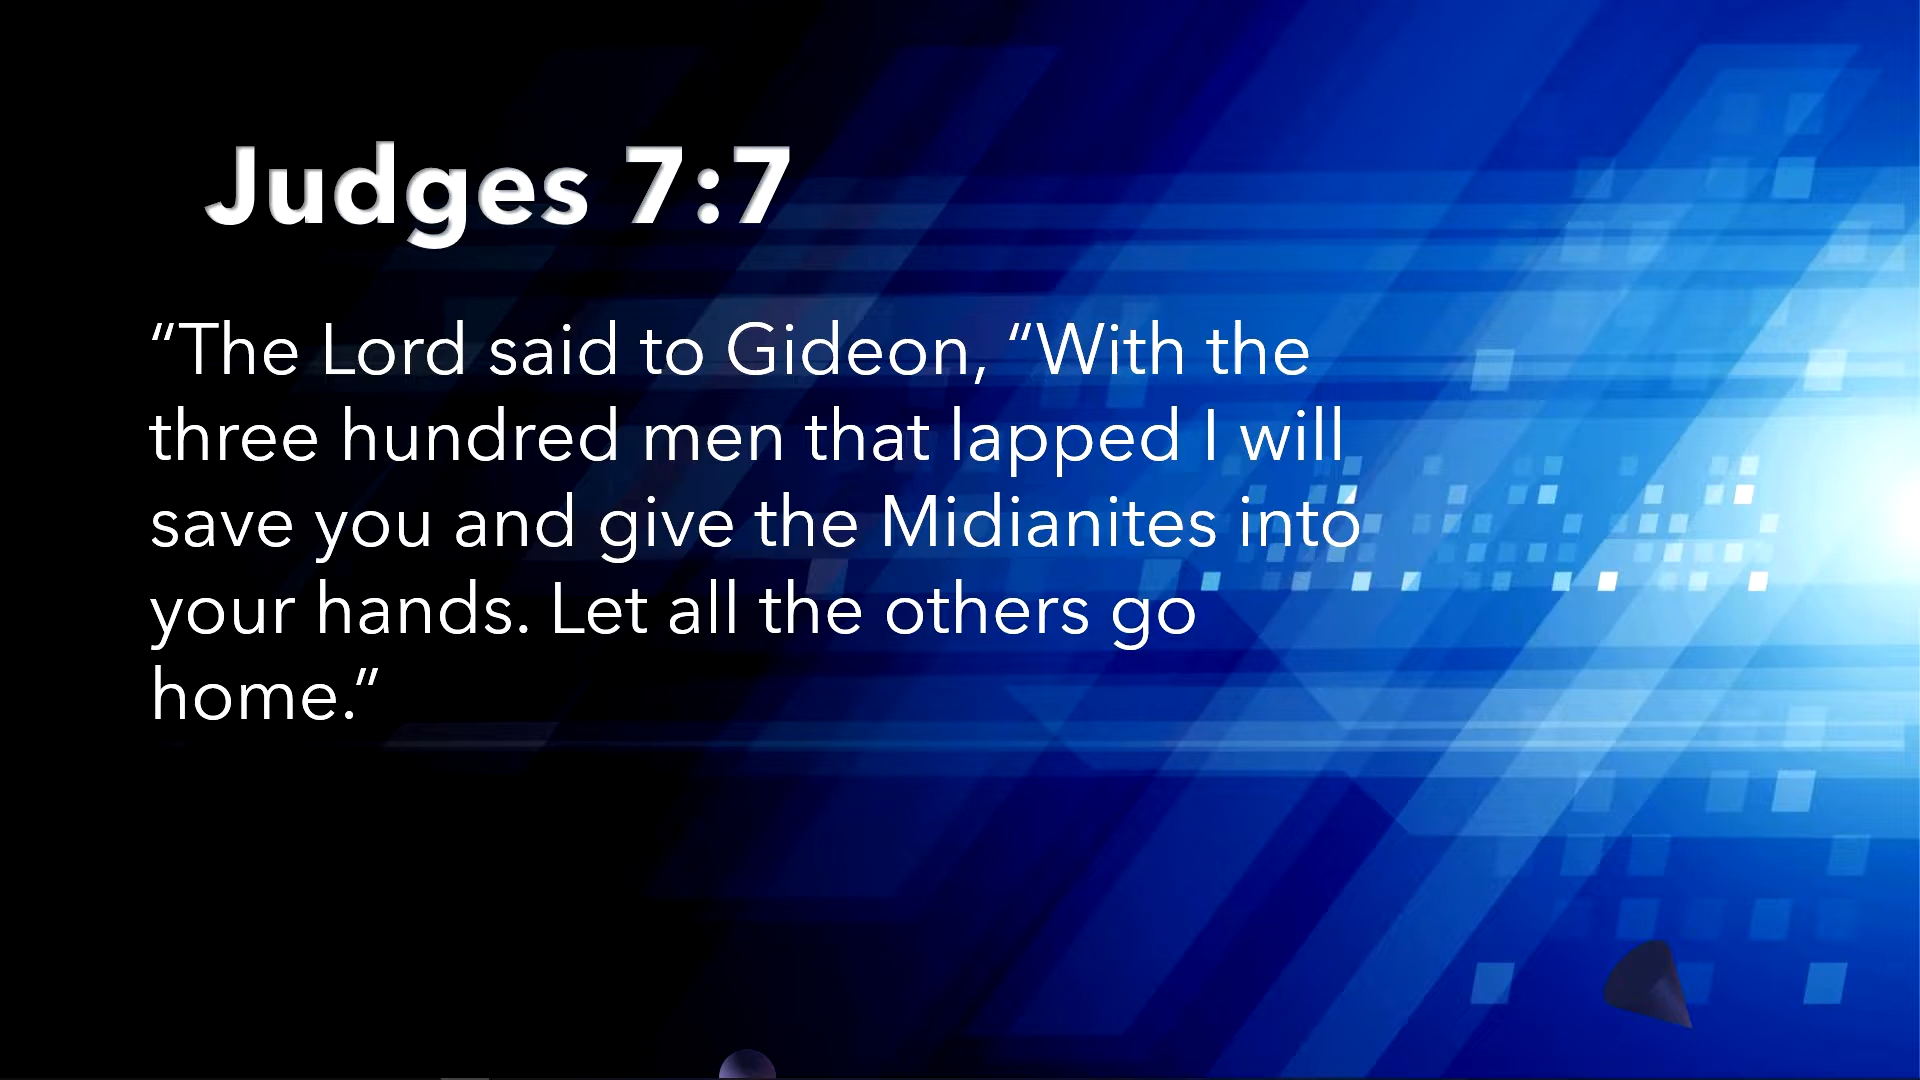 Judges 7:7
“The Lord said to Gideon, “With the
three hundred men that lapped I will
save you and give the Midianites into
your hands. Let all the others go
home.”